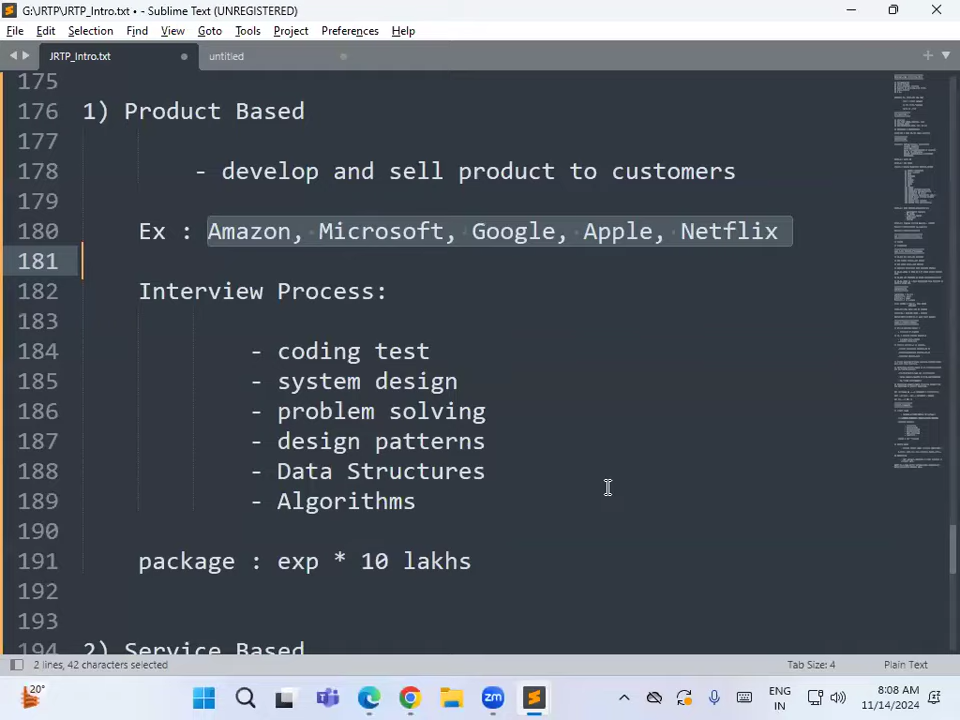 G:\JRTP\JRTP_Intro.txt • - Sublime Text (UNREGISTERED)
File Edit Selection Find View Goto Tools Project Preferences Help
JRTP_Intro.txt untitled
175
176 1) Product Based
177
178 - develop and sell product to customers
179
180 Ex : Amazon, Microsoft, Google, Apple, Netflix
181
182 Interview Process:
183
184 - coding test
185 - system design
186 - problem solving
187 - design patterns
188 - Data Structures
189 - Algorithms
190
191 package : exp * 10 lakhs
192
193
194 2) Service Based
2 lines, 42 characters selected Tab Size: 4 Plain Text
20° zm ENG IN 8:08 AM 11/14/2024